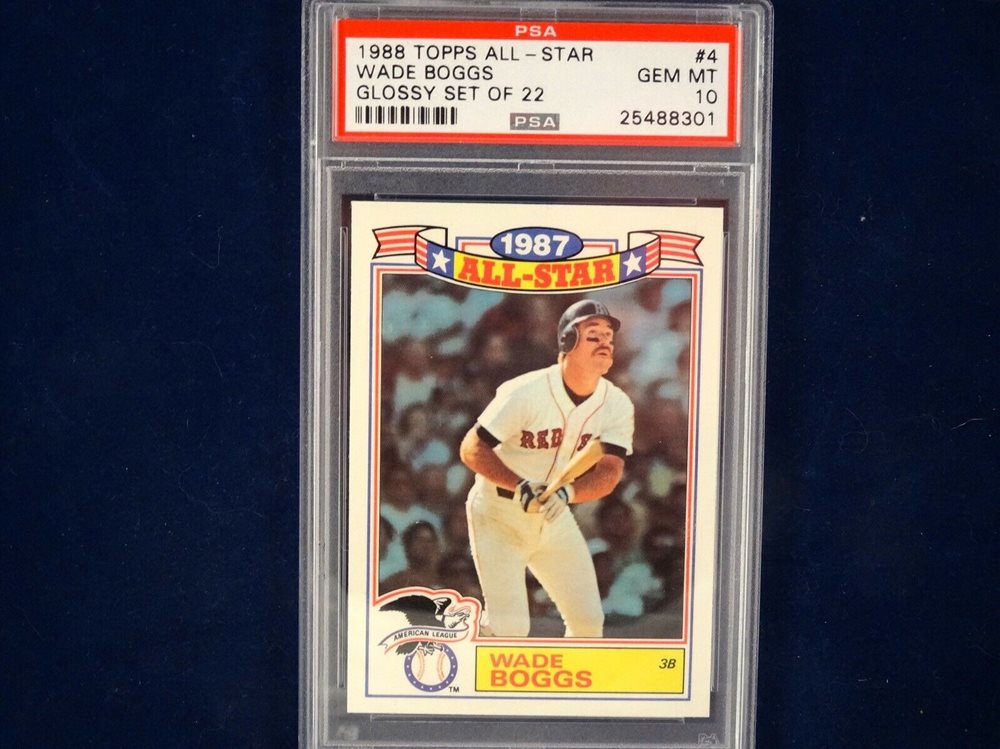 PSA
1988 TOPPS ALL-STAR #4
WADE BOGGS GEM MT
GLOSSY SET OF 22 10
PSA 25488301
1987
ALL-STAR
B
RED
AMERICAN LEAGUE
TM
WADE 3B
BOGGS